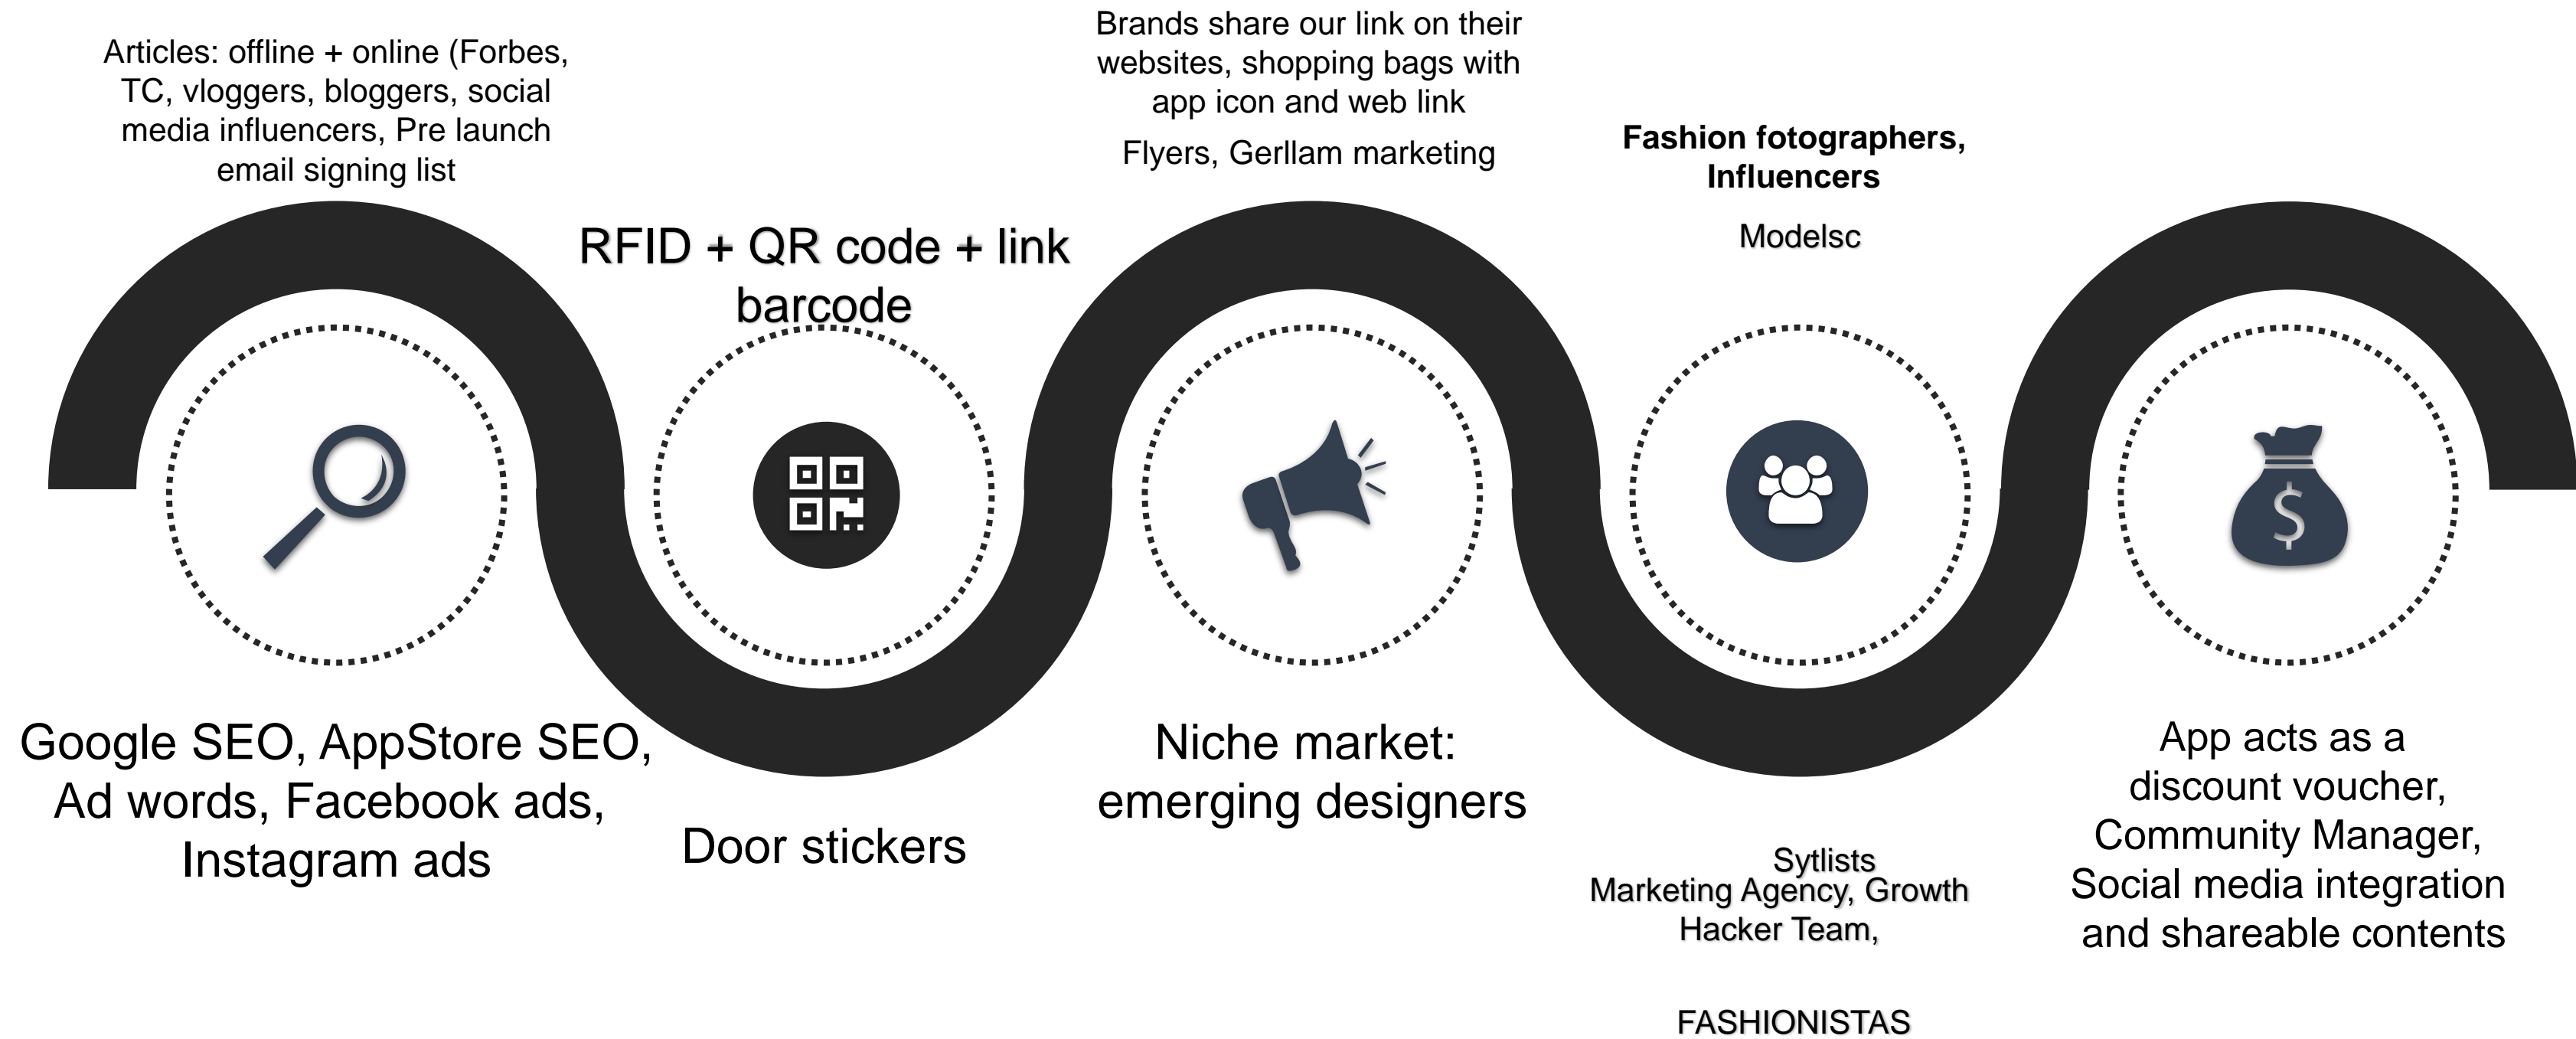 Articles: offline + online (Forbes,
TC, vloggers, bloggers, social
media influencers, Pre launch
email signing list
Google SEO, AppStore SEO,
Ad words, Facebook ads,
Instagram ads
RFID + QR code + link
barcode
Door stickers
Brands share our link on their
websites, shopping bags with
app icon and web link
Flyers, Gerllam marketing
Niche market:
emerging designers
Fashion fotographers,
Influencers
Modelsc
Sytlists
Marketing Agency, Growth
Hacker Team,
FASHIONISTAS
$
App acts as a
discount voucher,
Community Manager,
Social media integration
and shareable contents